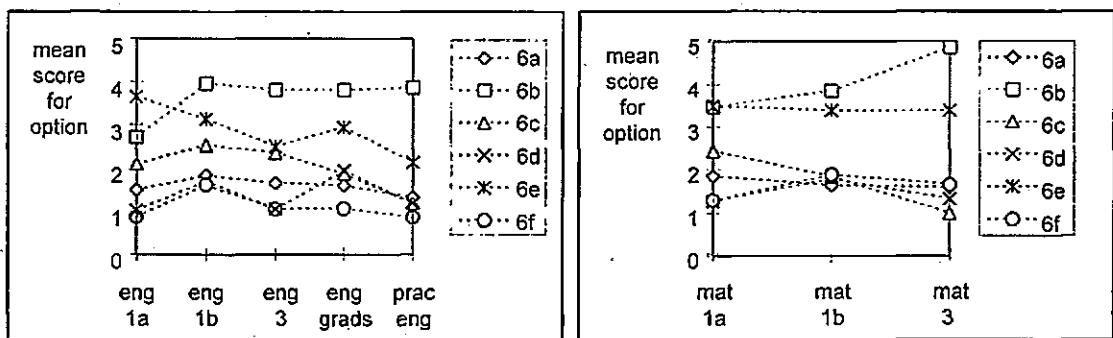 mean
score
for
option
5
4
3
2
1
0
eng
1a
eng
1b
eng
3
eng
grads
prac
eng
6a
6b
6c
6d
6e
6f
mean
score
for
option
5
4
3
2
1
0
mat
1a
mat
1b
mat
3
6a
6b
6c
6d
6e
6f